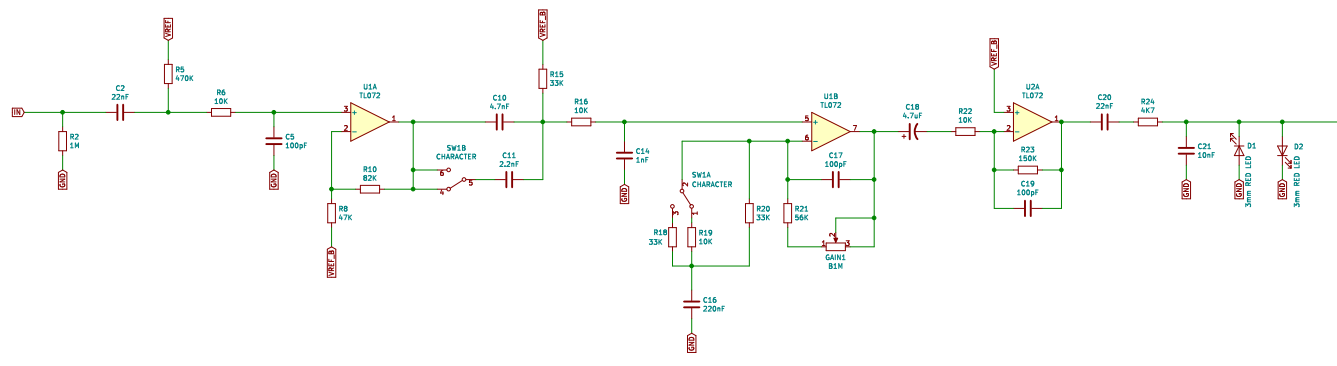 VREF
VREF_B
VREF_B
R5
470K
R15
33K
U1A
TL072
U2A
TL072
C2
22nF
R6
10K
C10
4.7nF
R16
10K
U1B
TL072
C18
4.7uF
R22
10K
C20
22nF
R24
4K7
IN
3
2
1
5
6
7
3
2
1
R2
1M
C5
100pF
SW1B
CHARACTER
C11
2.2nF
6
5
4
C14
1nF
C17
100pF
R23
150K
C21
10nF
D1
3mm RED LED
D2
3mm RED LED
R10
82K
SW1A
CHARACTER
2
3
1
C19
100pF
GND
GND
GND
GND
GND
GND
R8
47K
R18
33K
R19
10K
R20
33K
R21
56K
2
1
3
GAIN1
B1M
VREF_B
C16
220nF
GND